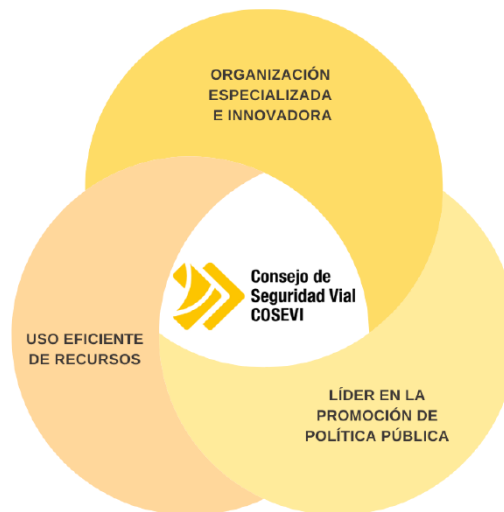 ORGANIZACIÓN
ESPECIALIZADA
E INNOVADORA
Consejo de
Seguridad Vial
COSEVI
USO EFICIENTE
DE RECURSOS
LÍDER EN LA
PROMOCIÓN DE
POLÍTICA PÚBLICA